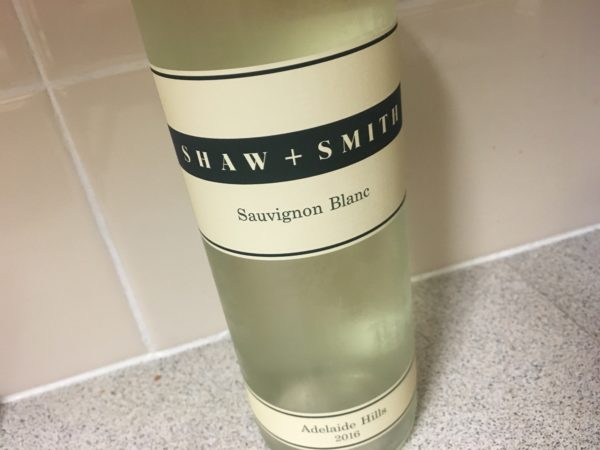 SHAW + SMITH
Sauvignon Blanc
Adelaide Hills
2016